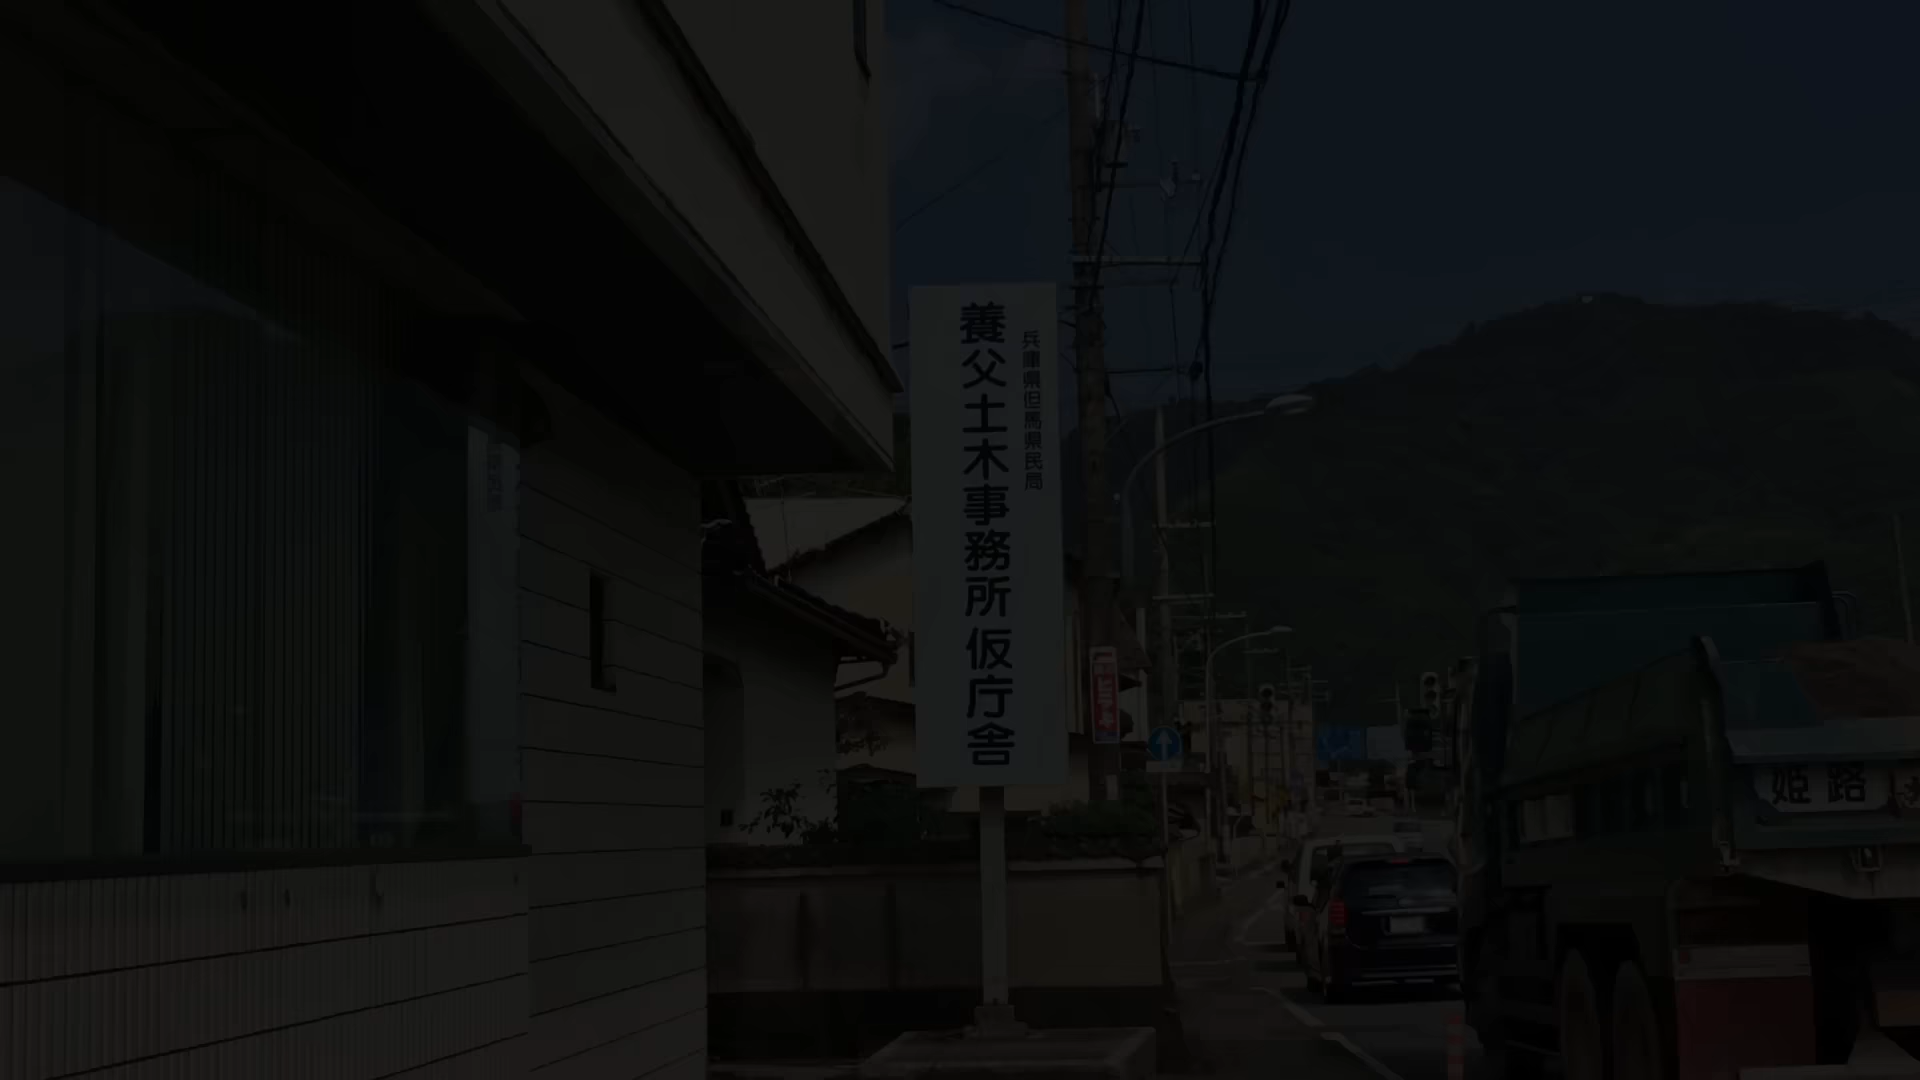 兵庫県但馬県民局
養父土木事務所仮庁舎
姫路